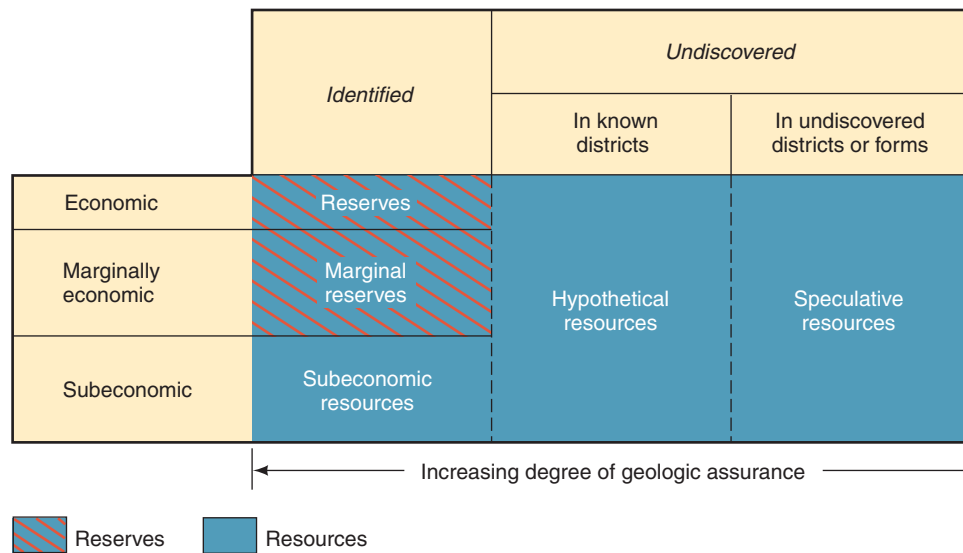 Identified
Undiscovered
In known
districts
In undiscovered
districts or forms
Economic
Reserves
Marginally
economic
Marginal
reserves
Hypothetical
resources
Speculative
resources
Subeconomic
Subeconomic
resources
Increasing degree of geologic assurance
Reserves
Resources